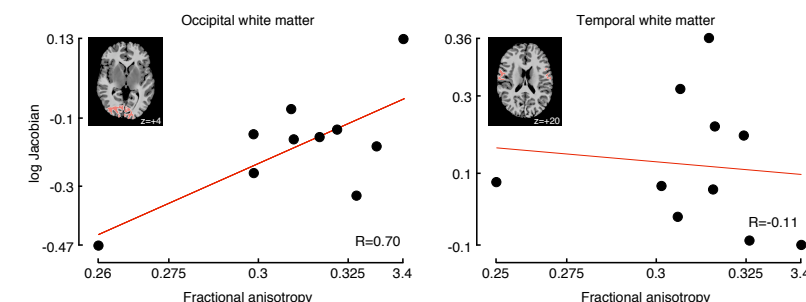 Occipital white matter
0.13
-0.1
-0.3
-0.47
log Jacobian
z=+4
R=0.70
0.26
0.275
0.3
0.325
3.4
Fractional anisotropy
Temporal white matter
0.36
0.3
0.1
-0.1
z=+20
R=-0.11
0.25
0.275
0.3
0.325
3.4
Fractional anisotropy